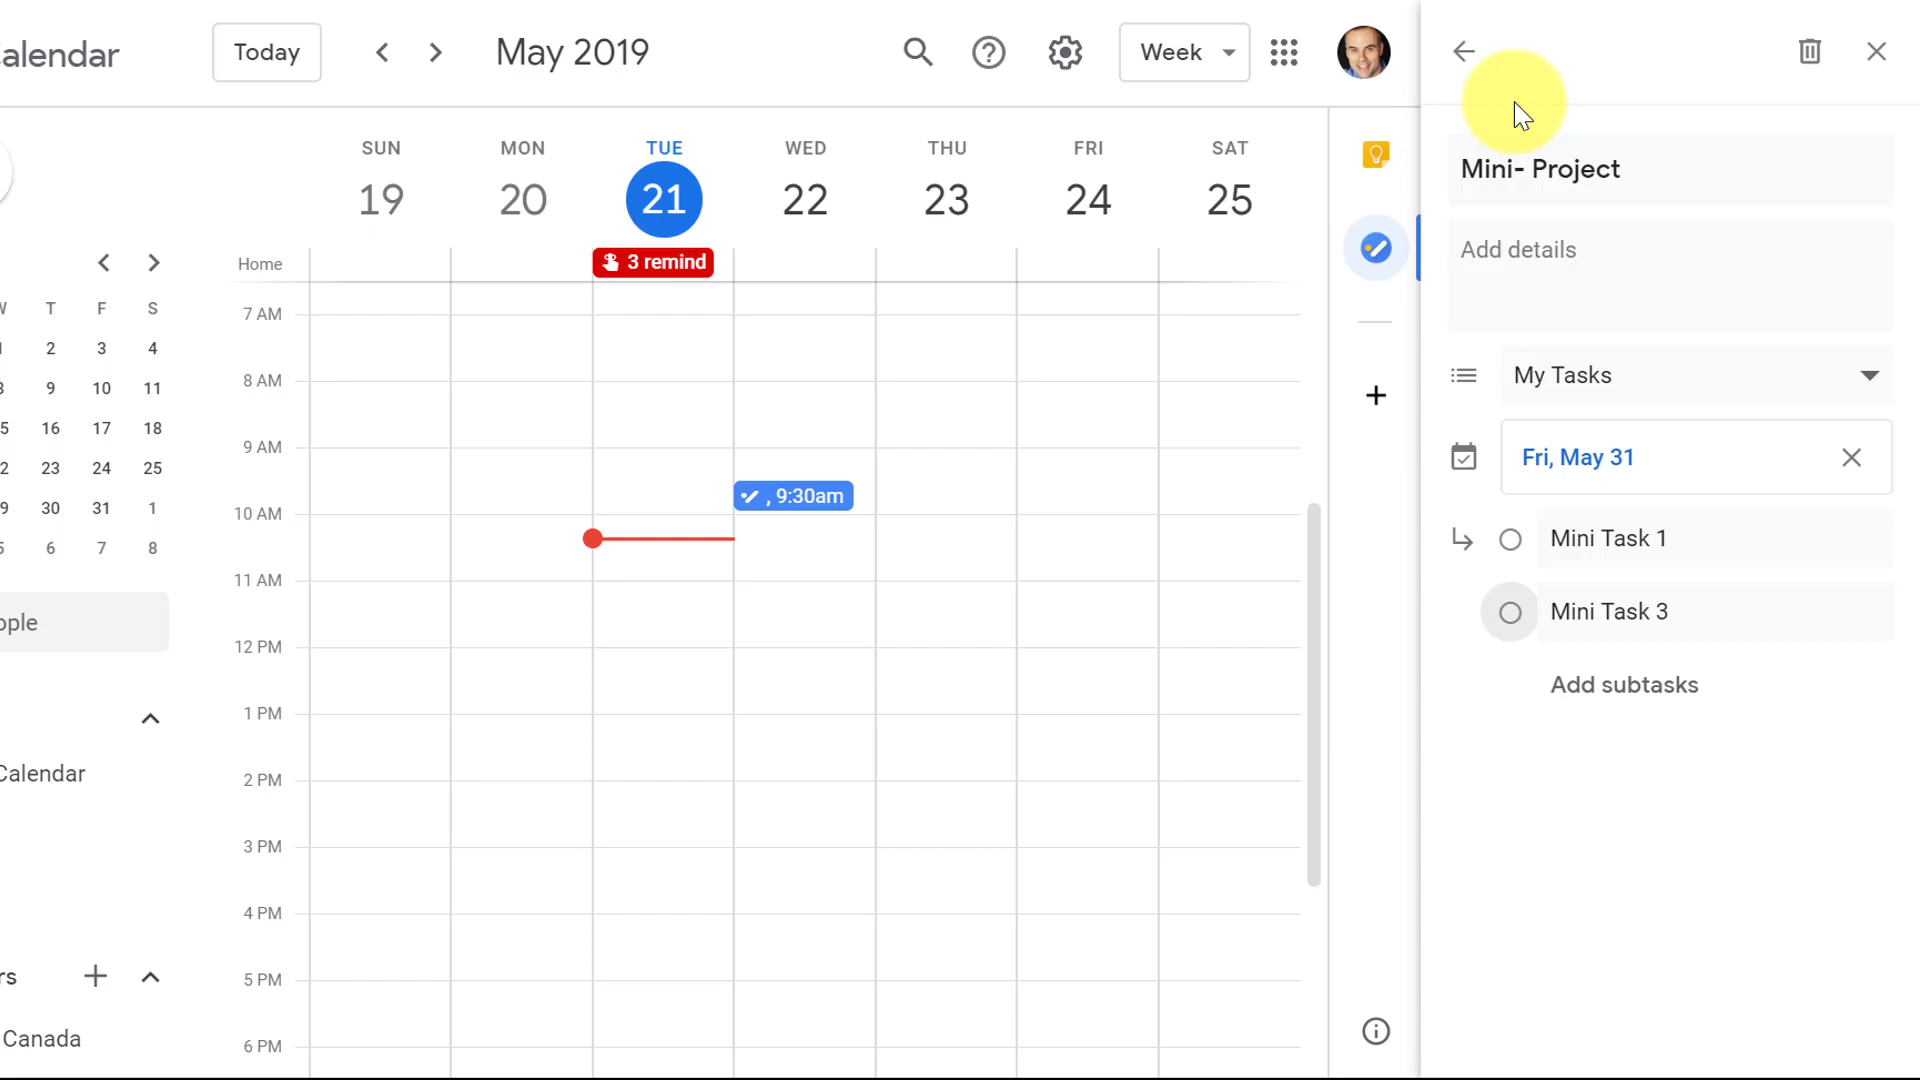 alendar
Today
May 2019
Week
SUN MON TUE WED THU FRI SAT
19 20 21 22 23 24 25
Home
3 remind
T F S
2 3 4
9 10 11
16 17 18
23 24 25
30 31 1
6 7 8
ople
Calendar
rs
Canada
7 AM
8 AM
9 AM
, 9:30am
10 AM
11 AM
12 PM
1 PM
2 PM
3 PM
4 PM
5 PM
6 PM
Mini- Project
Add details
My Tasks
Fri, May 31
Mini Task 1
Mini Task 3
Add subtasks